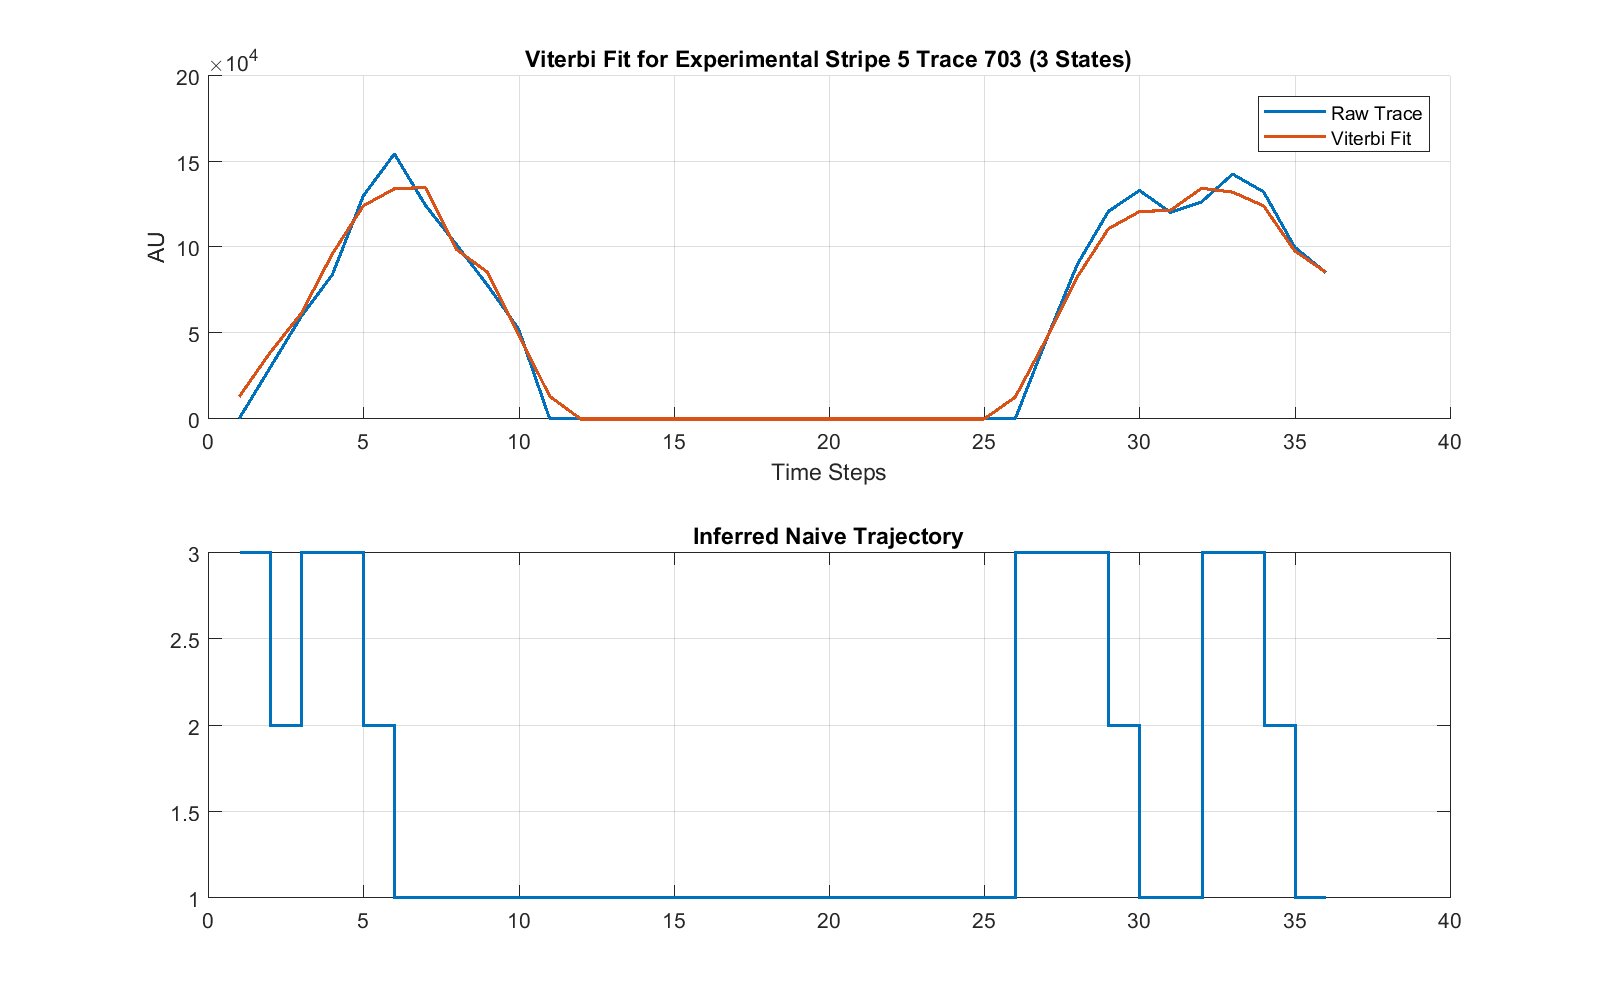 Viterbi Fit for Experimental Stripe 5 Trace 703 (3 States)
×10^4
20
15
10
5
0
AU
Raw Trace
Viterbi Fit
0 5 10 15 20 25 30 35 40
Time Steps
Inferred Naive Trajectory
3
2.5
2
1.5
1
0 5 10 15 20 25 30 35 40